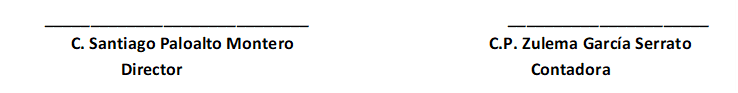 C. Santiago Paloalto Montero
Director
C.P. Zulema García Serrato
Contadora